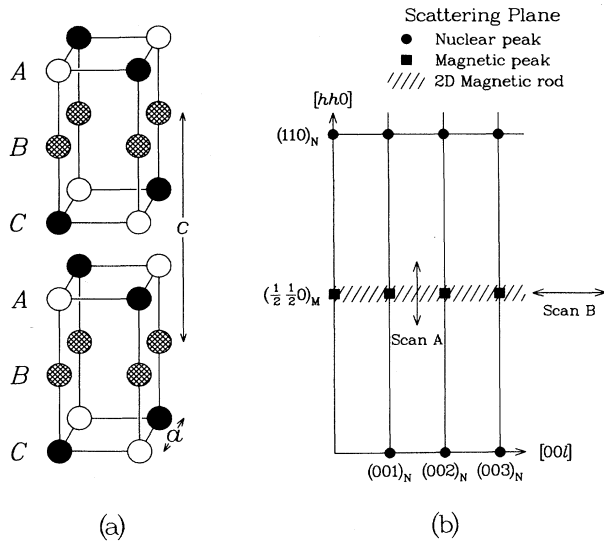 A
B
C
A
B
C
c
a
(a)
Scattering Plane
Nuclear peak
Magnetic peak
2D Magnetic rod
[hh0]
(110)N
(½ ½ 0)M
Scan A
Scan B
[00l]
(001)N (002)N (003)N
(b)